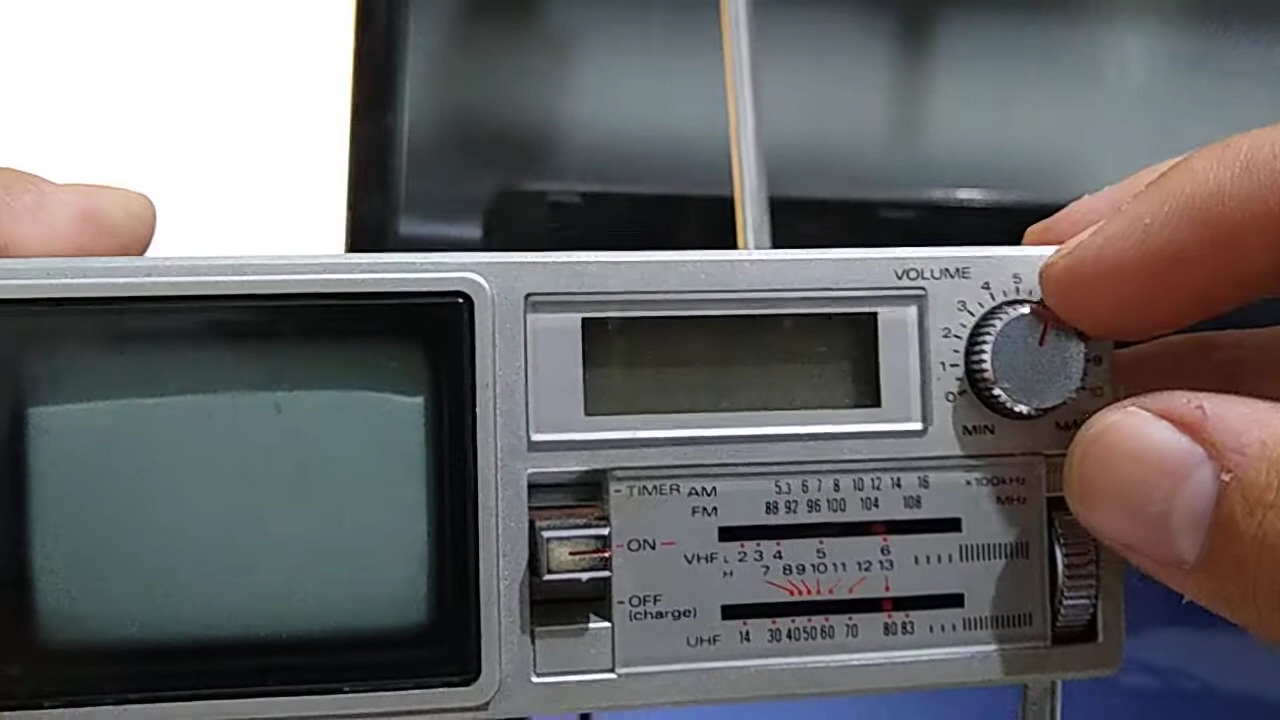 VOLUME
0 1 2 3 4 5 9 10
MIN
TIMER
AM 5.3 6 7 8 10 12 14 16 ×100kHz
FM 88 92 96 100 104 108 MHz
ON
VHF L 2 3 4 5 6
H 7 8 9 10 11 12 13
OFF
(charge)
UHF 14 30 40 50 60 70 80 83